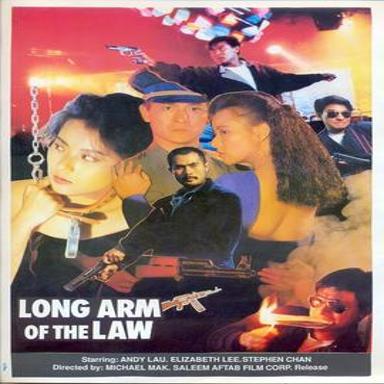 LONG ARM
OF THE LAW
Starring: ANDY LAU. ELIZABETH LEE. STEPHEN CHAN
Directed by: MICHAEL MAK. SALEEM AFTAB FILM CORP. Release